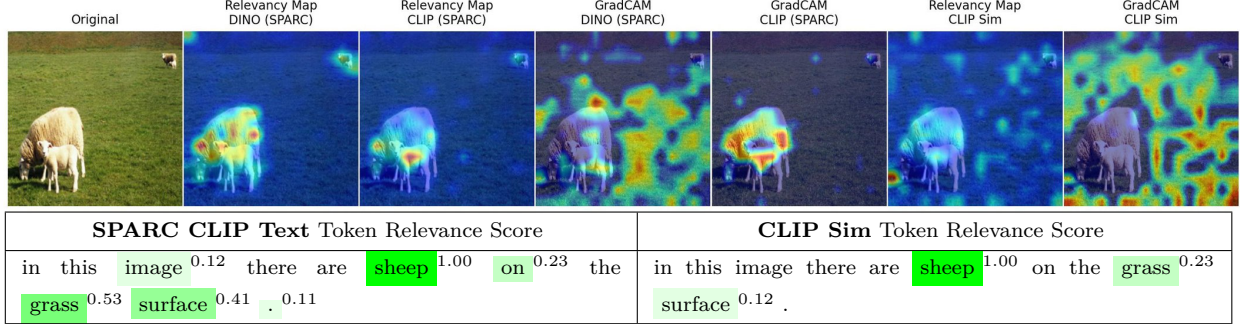 Original
Relevancy Map
DINO (SPARC)
Relevancy Map
CLIP (SPARC)
GradCAM
DINO (SPARC)
GradCAM
CLIP (SPARC)
Relevancy Map
CLIP Sim
GradCAM
CLIP Sim
SPARC CLIP Text Token Relevance Score
in this image 0.12 there are sheep 1.00 on 0.23 the
grass 0.53 surface 0.41 . 0.11
CLIP Sim Token Relevance Score
in this image there are sheep 1.00 on the grass 0.23
surface 0.12 .